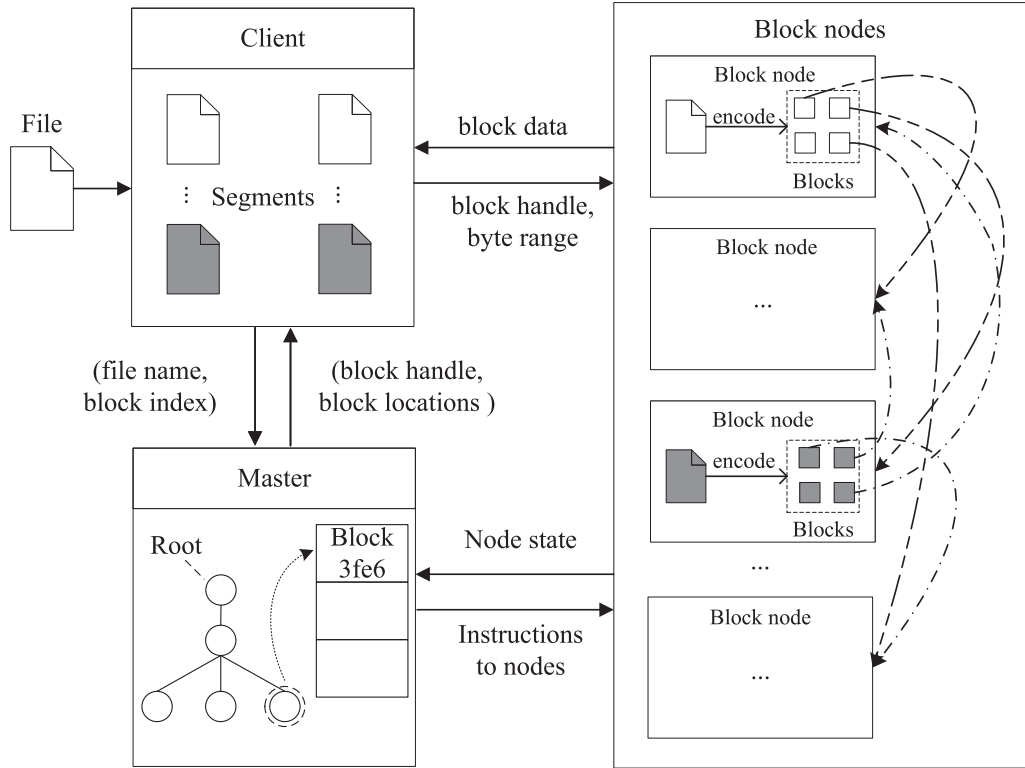 Client
File
⋮ Segments ⋮
block data
block handle,
byte range
(file name,
block index)
(block handle,
block locations )
Master
Root
Block
3fe6
Node state
Instructions
to nodes
Block nodes
Block node
encode
Blocks
Block node
...
Block node
encode
Blocks
...
Block node
...